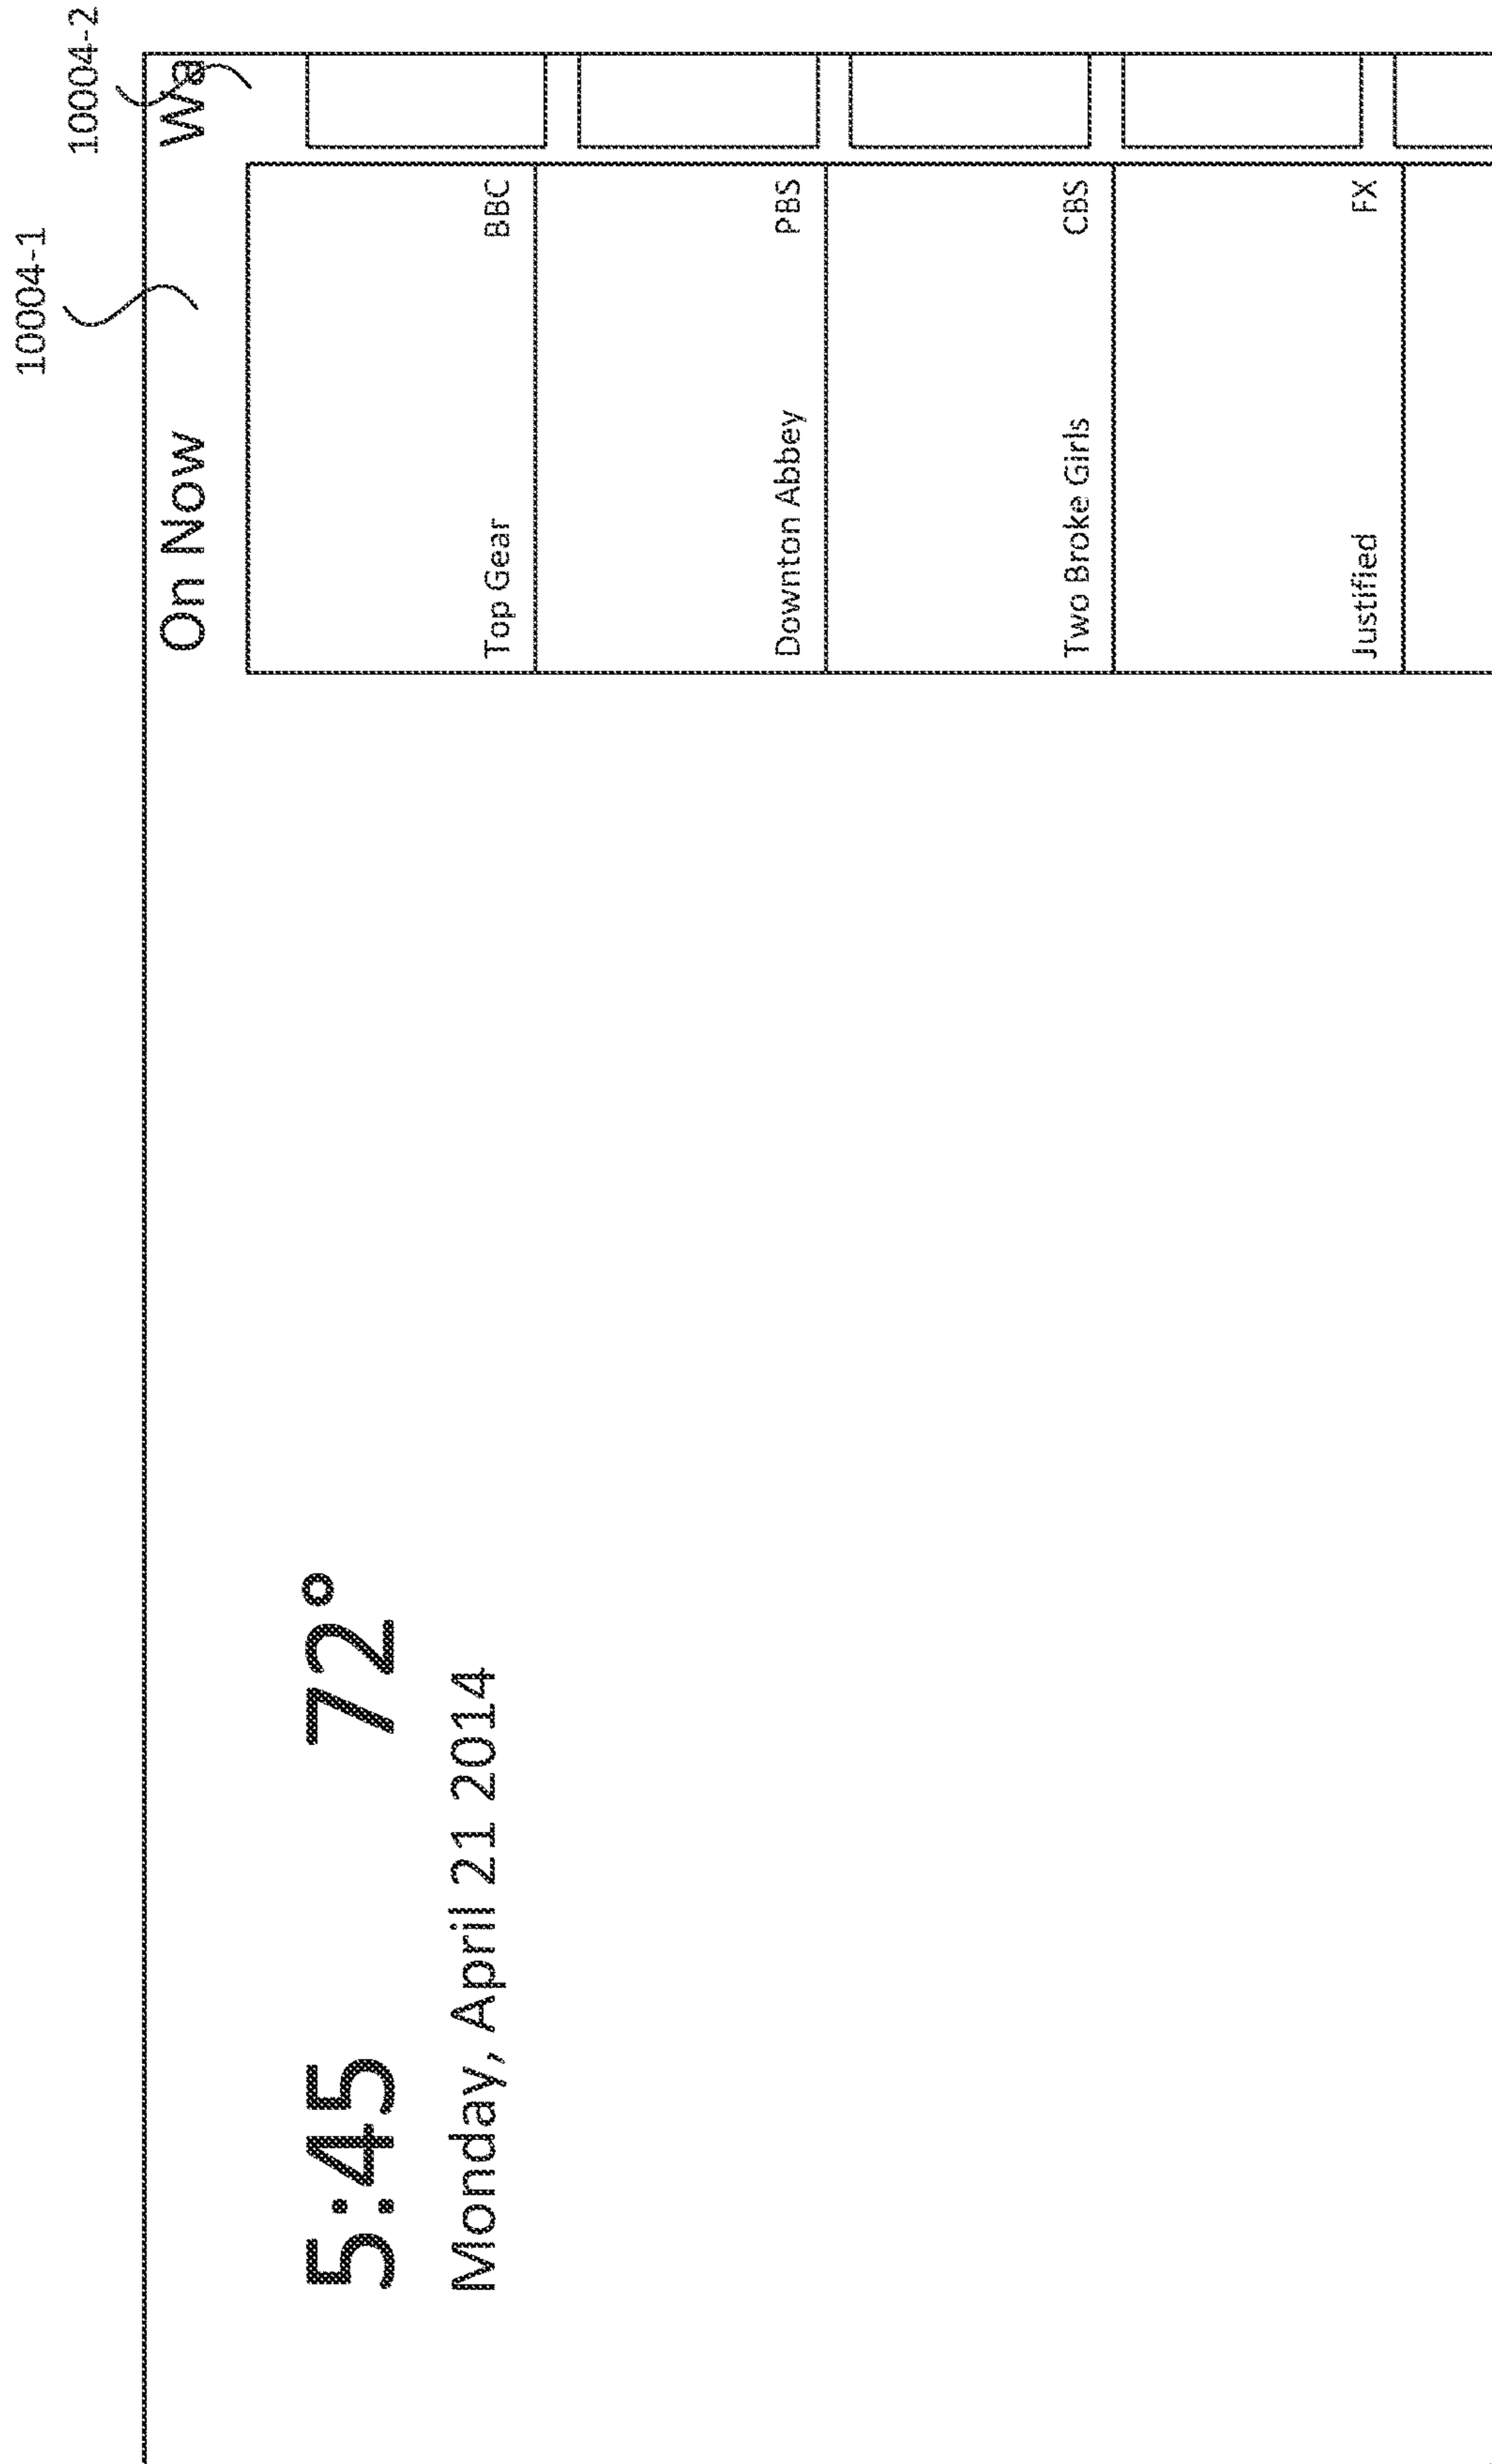 10004-1
10004-2
On Now
Wa
5:45 72°
Monday, April 21 2014
Top Gear BBC
Downton Abbey PBS
Two Broke Girls CBS
Justified FX